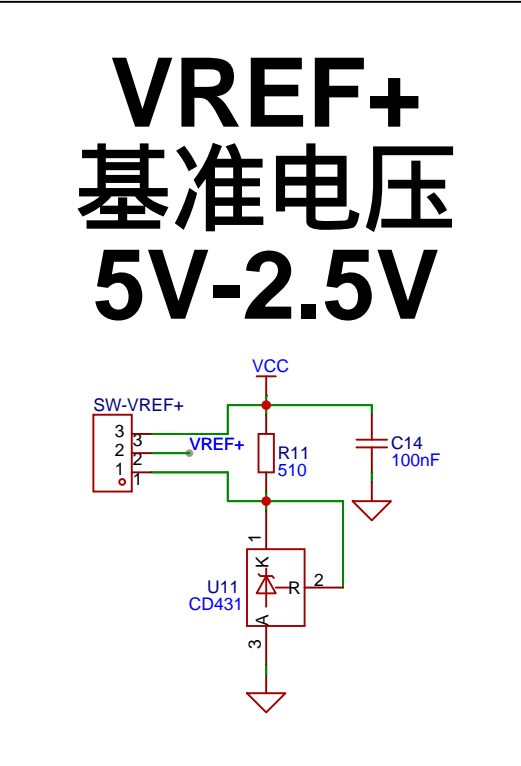 VREF+
基准电压
5V-2.5V
VCC
SW-VREF+
3
3
2
2
1
1
VREF+
R11
510
C14
100nF
1
K
U11
CD431
R
2
A
3